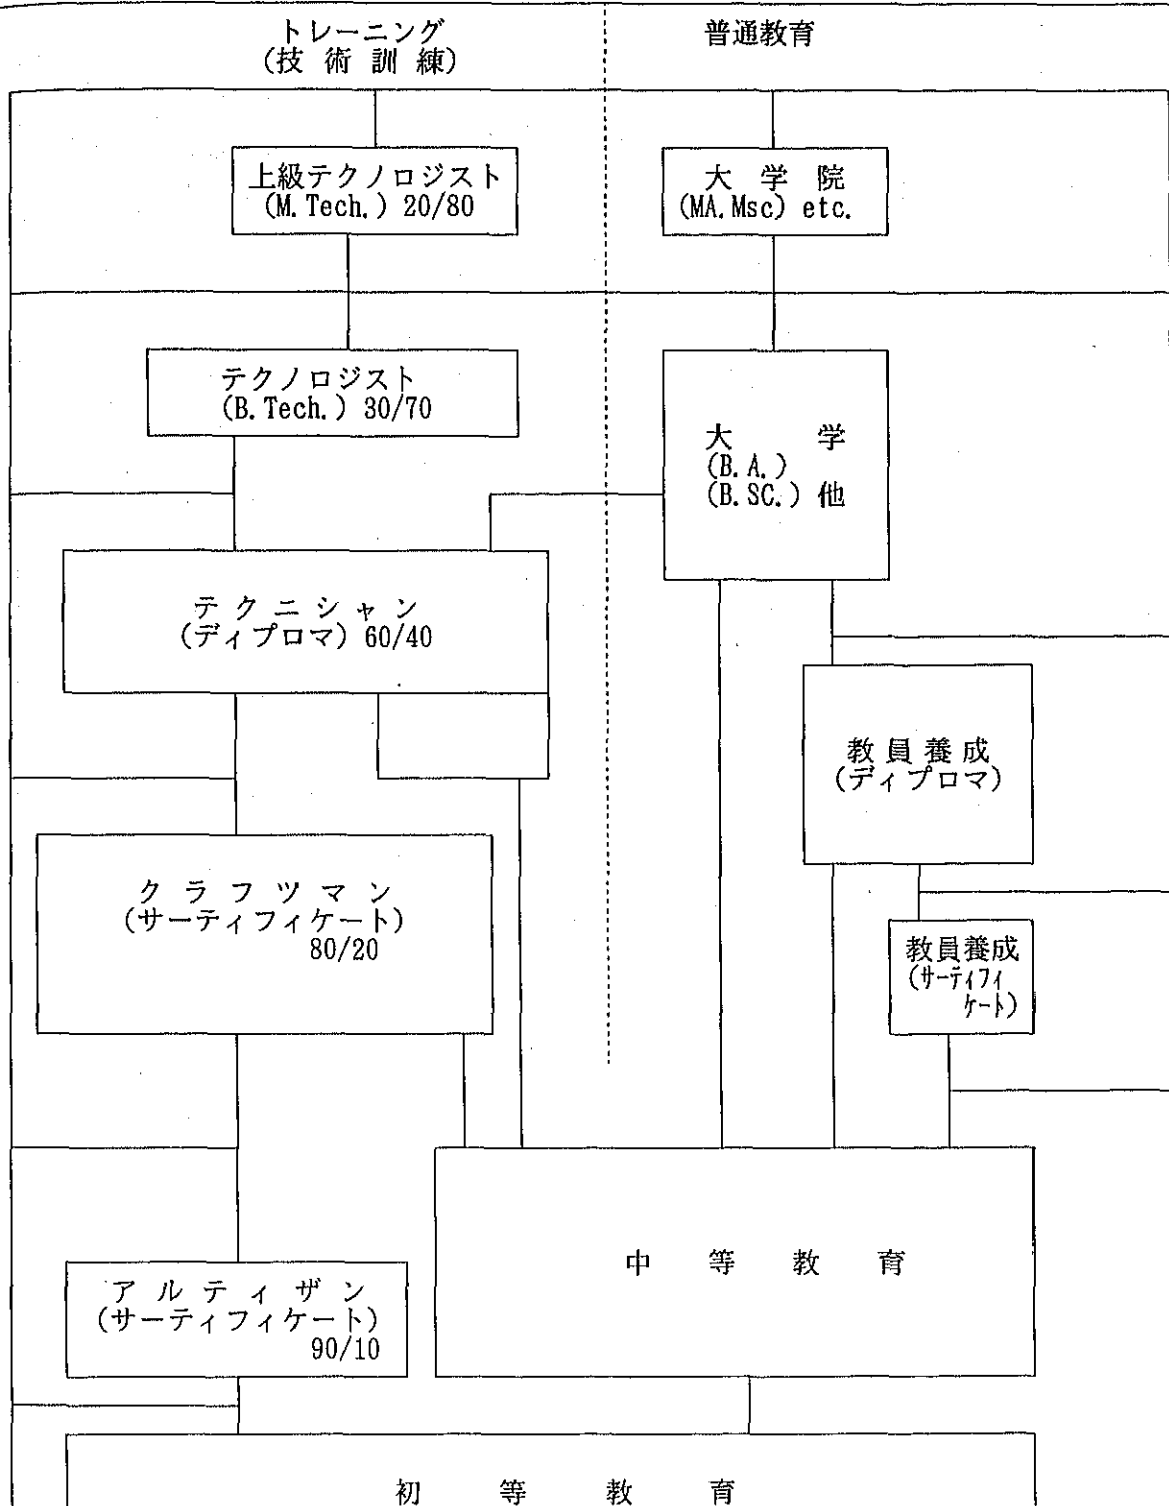 トレーニング
(技術訓練)
普通教育
上級テクノロジスト
(M.Tech.) 20/80
大学院
(MA.Msc) etc.
テクノロジスト
(B.Tech.) 30/70
大学
(B.A.)
(B.SC.) 他
テクニシャン
(ディプロマ) 60/40
教員養成
(ディプロマ)
クラフツマン
(サーティフィケート)
80/20
教員養成
(サーティフィ
ケート)
中等教育
アルティザン
(サーティフィケート)
90/10
初等教育